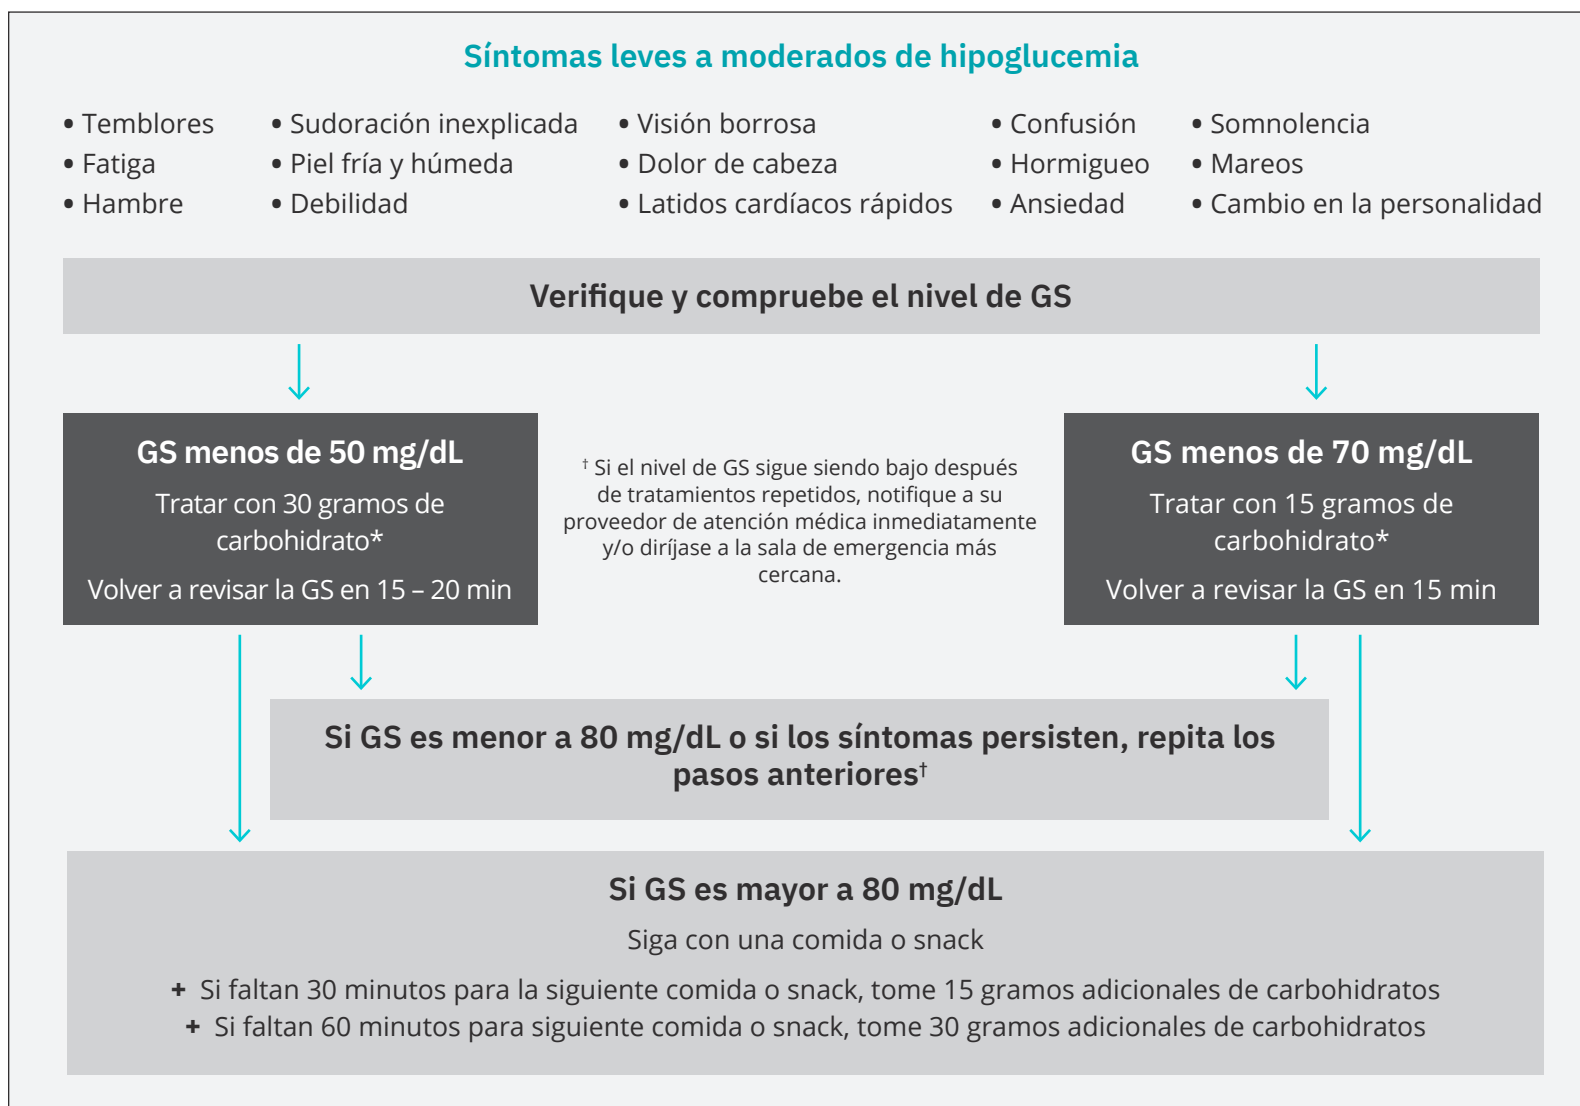 Síntomas leves a moderados de hipoglucemia
• Temblores
• Fatiga
• Hambre
• Sudoración inexplicada
• Piel fría y húmeda
• Debilidad
• Visión borrosa
• Dolor de cabeza
• Latidos cardíacos rápidos
• Confusión
• Hormigueo
• Ansiedad
• Somnolencia
• Mareos
• Cambio en la personalidad
Verifique y compruebe el nivel de GS
GS menos de 50 mg/dL
Tratar con 30 gramos de
carbohidrato*
Volver a revisar la GS en 15 – 20 min
† Si el nivel de GS sigue siendo bajo después
de tratamientos repetidos, notifique a su
proveedor de atención médica inmediatamente
y/o diríjase a la sala de emergencia más
cercana.
GS menos de 70 mg/dL
Tratar con 15 gramos de
carbohidrato*
Volver a revisar la GS en 15 min
Si GS es menor a 80 mg/dL o si los síntomas persisten, repita los
pasos anteriores†
Si GS es mayor a 80 mg/dL
Siga con una comida o snack
+ Si faltan 30 minutos para la siguiente comida o snack, tome 15 gramos adicionales de carbohidratos
+ Si faltan 60 minutos para siguiente comida o snack, tome 30 gramos adicionales de carbohidratos